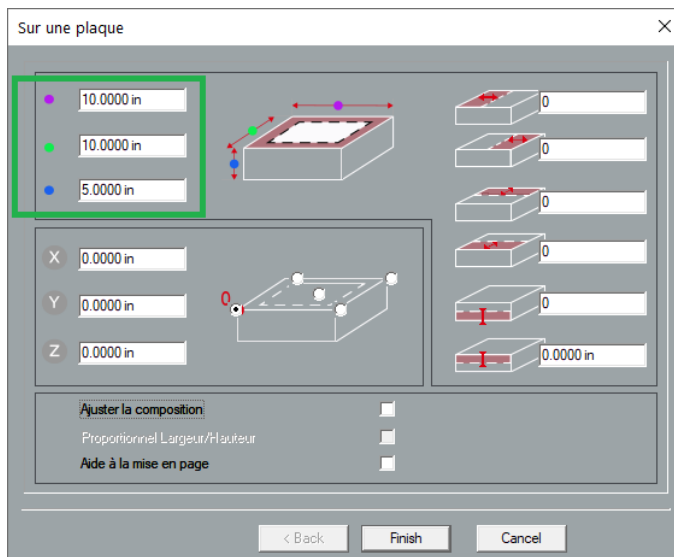 Sur une plaque
10.0000 in
10.0000 in
5.0000 in
0
0
0
0
0
0.0000 in
X 0.0000 in
Y 0.0000 in
Z 0.0000 in
0
Ajuster la composition
Proportionnel Largeur/Hauteur
Aide à la mise en page
< Back
Finish
Cancel